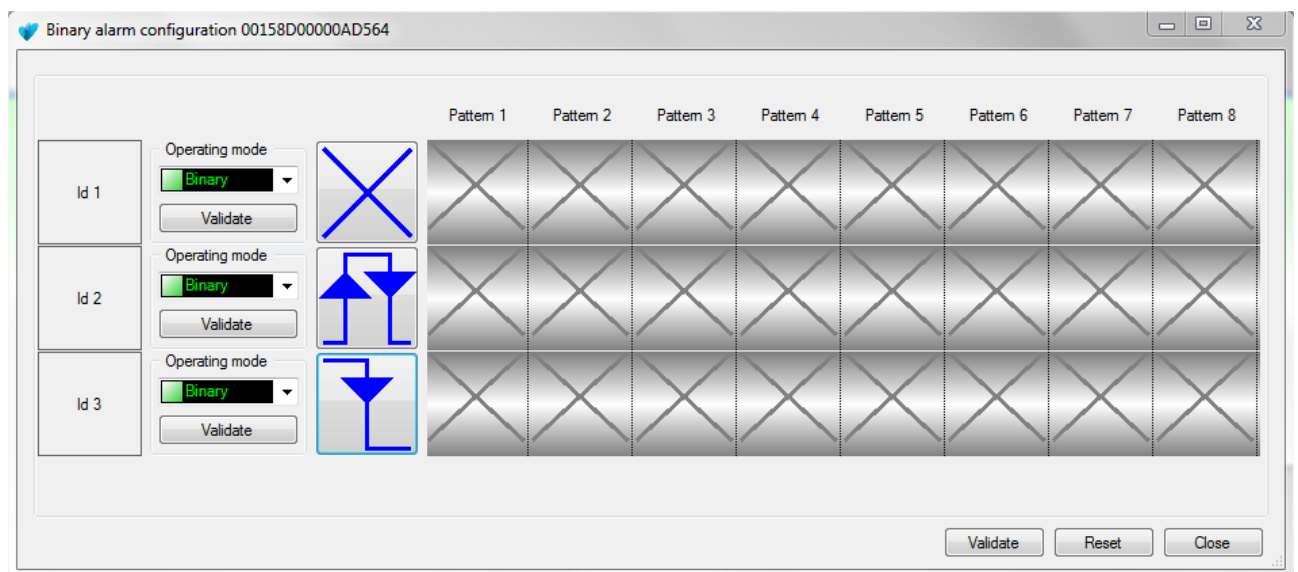 Binary alarm configuration 00158D00000AD564
Pattern 1 Pattern 2 Pattern 3 Pattern 4 Pattern 5 Pattern 6 Pattern 7 Pattern 8
Operating mode
Id 1 Binary
Validate
Operating mode
Id 2 Binary
Validate
Operating mode
Id 3 Binary
Validate
Validate Reset Close